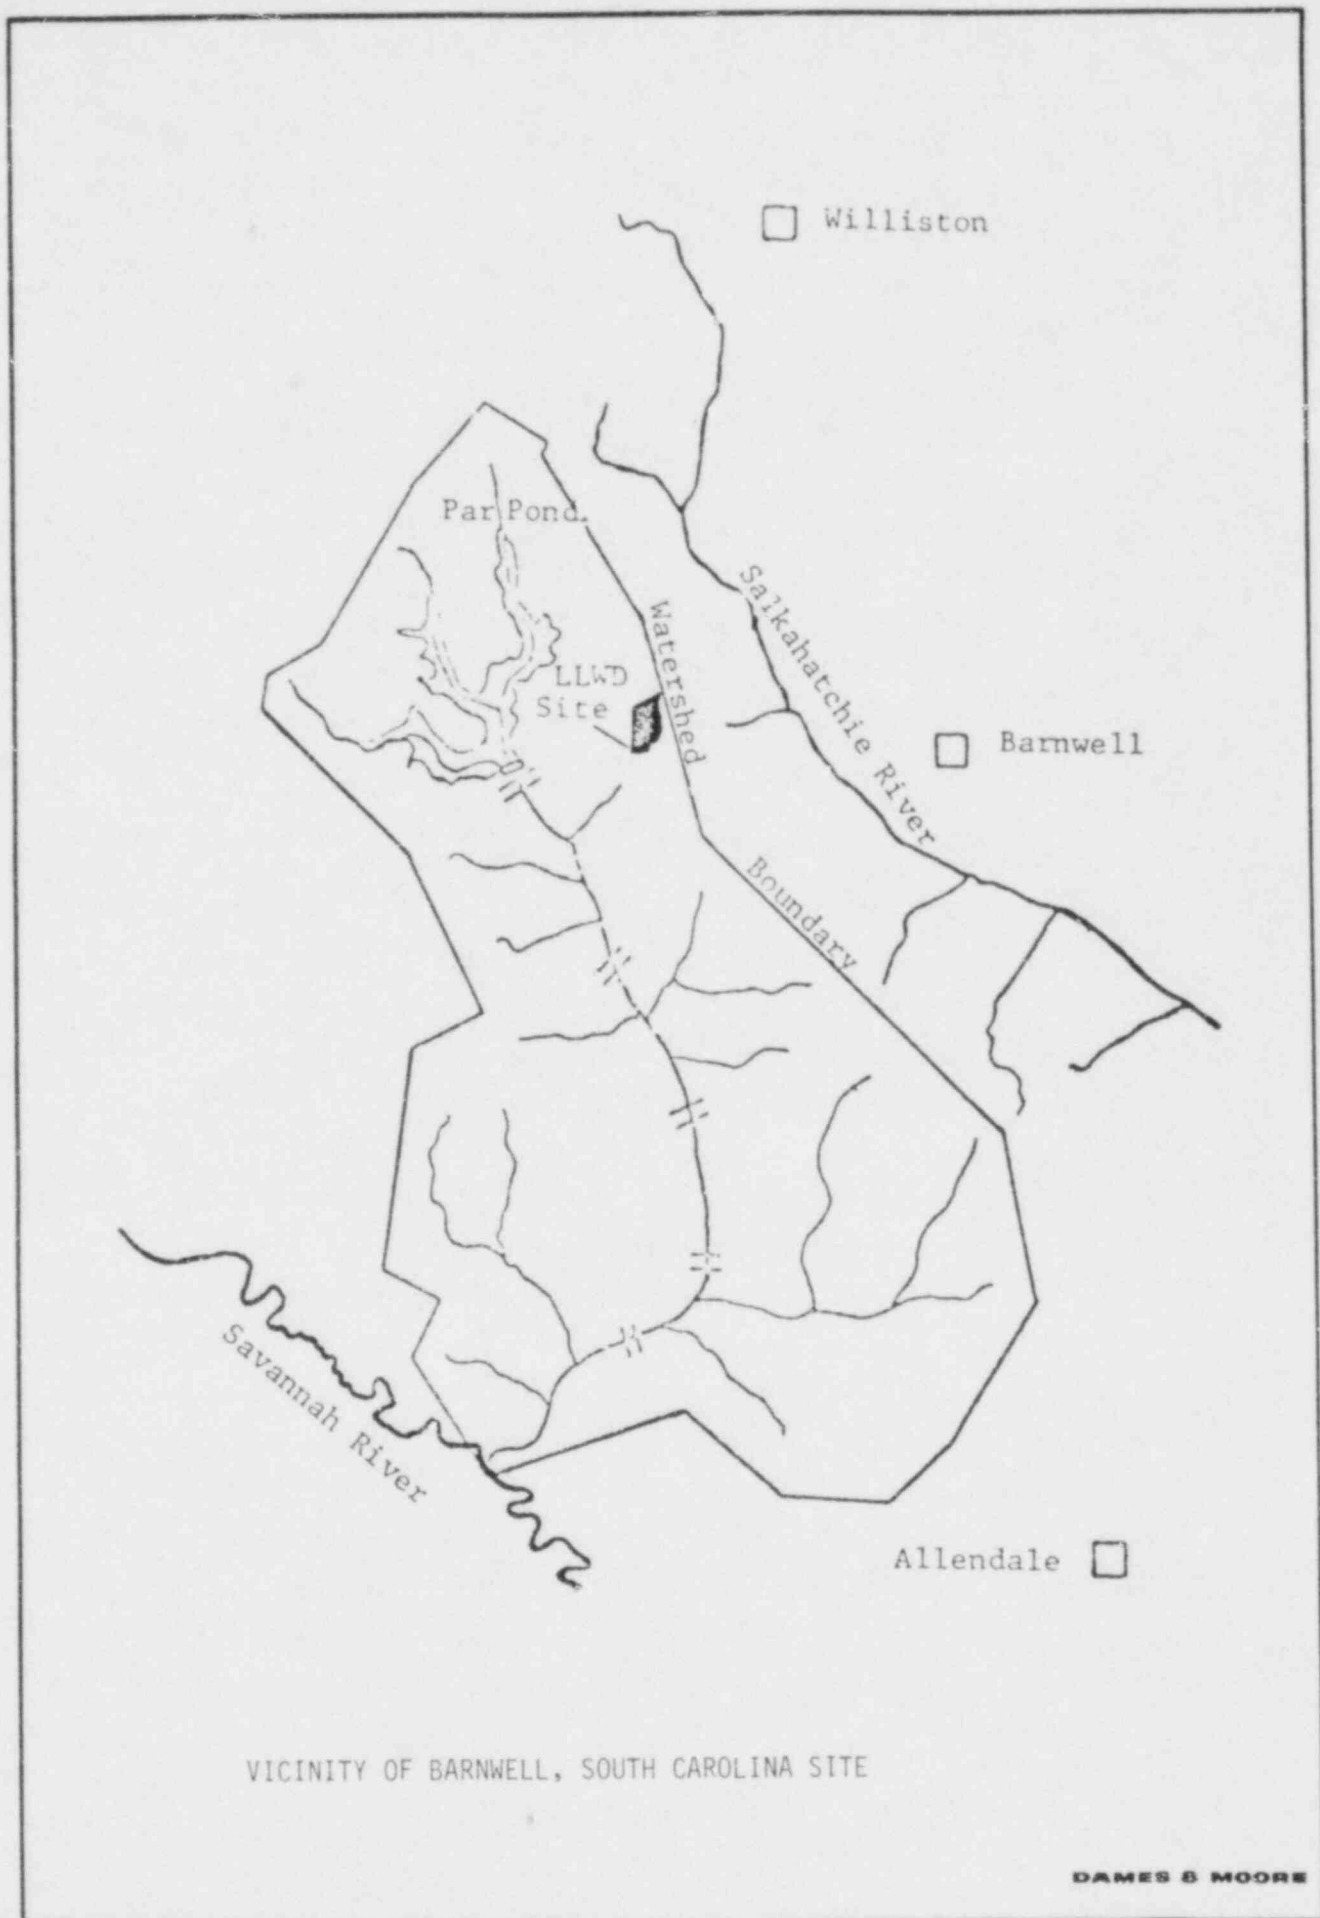 Williston
Par Pond
Salkahatchie River
Watershed
LLWD
Site
Barnwell
Boundary
Savannah River
Allendale
VICINITY OF BARNWELL, SOUTH CAROLINA SITE
DAMES & MOORE